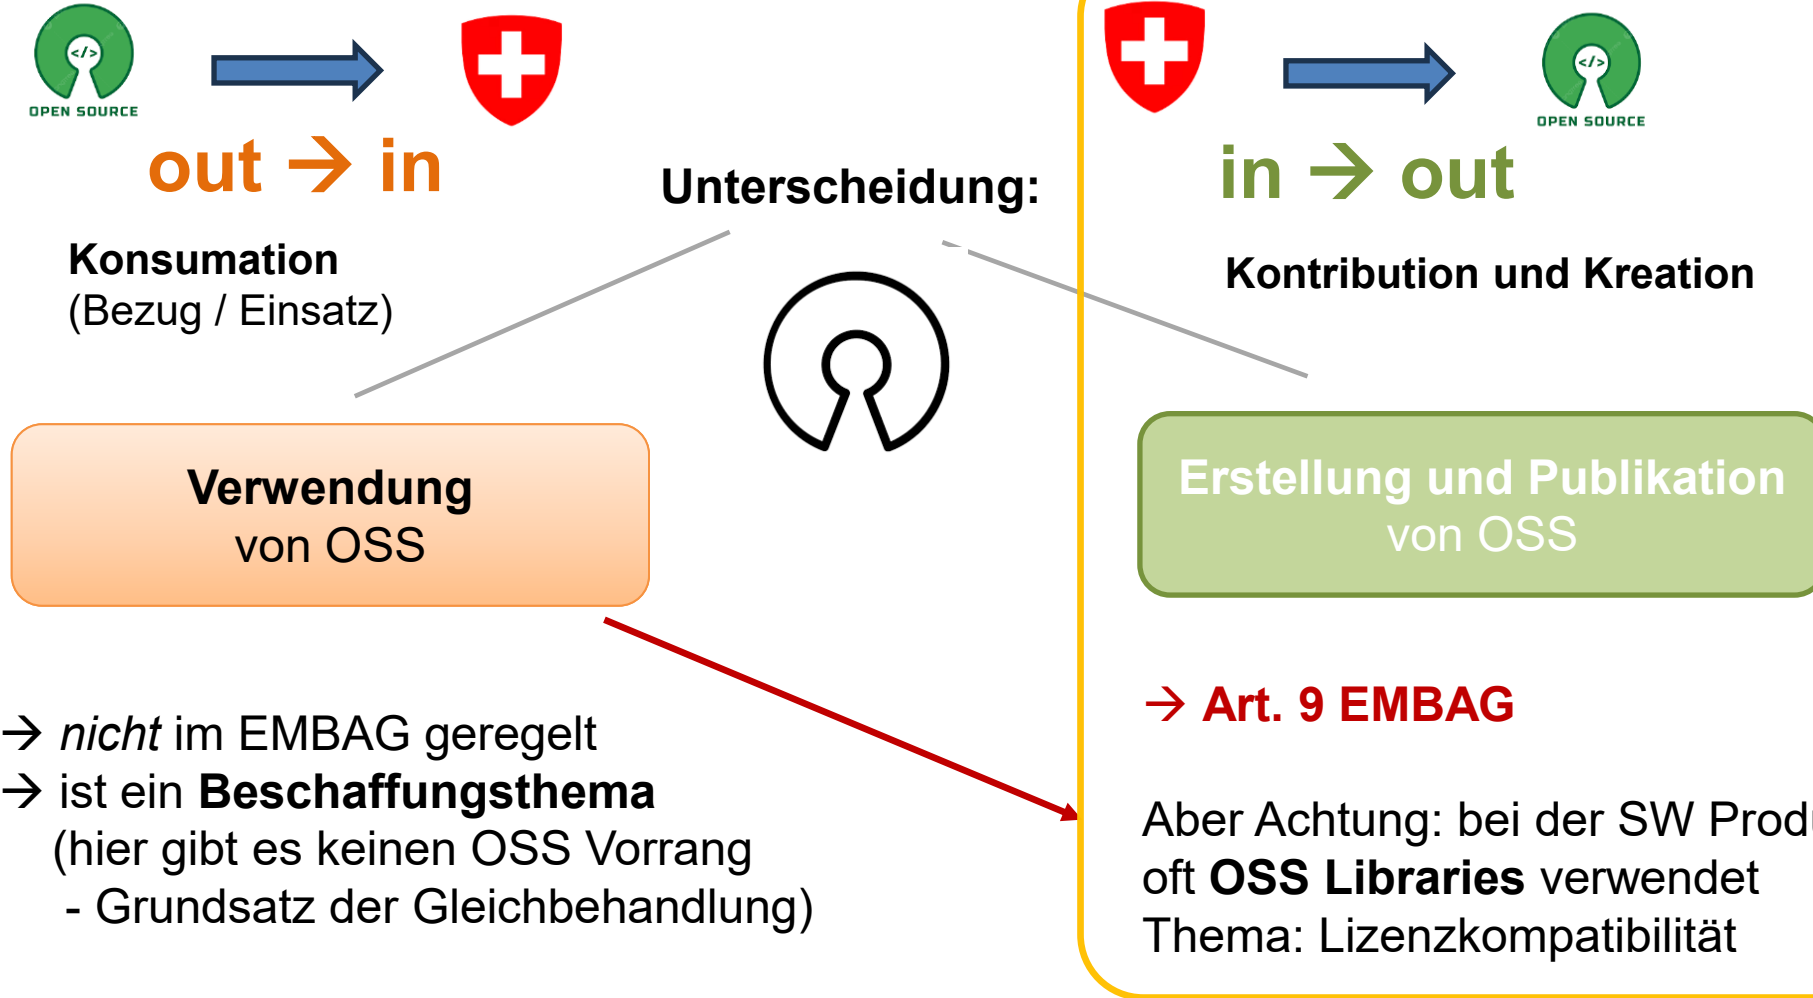 </>
OPEN SOURCE
out → in
Konsumation
(Bezug / Einsatz)
Unterscheidung:
</>
OPEN SOURCE
in → out
Kontribution und Kreation
Verwendung
von OSS
Erstellung und Publikation
von OSS
→ nicht im EMBAG geregelt
→ ist ein Beschaffungsthema
(hier gibt es keinen OSS Vorrang
- Grundsatz der Gleichbehandlung)
→ Art. 9 EMBAG
Aber Achtung: bei der SW
oft OSS Libraries verwendet
Thema: Lizenzkompatibilität